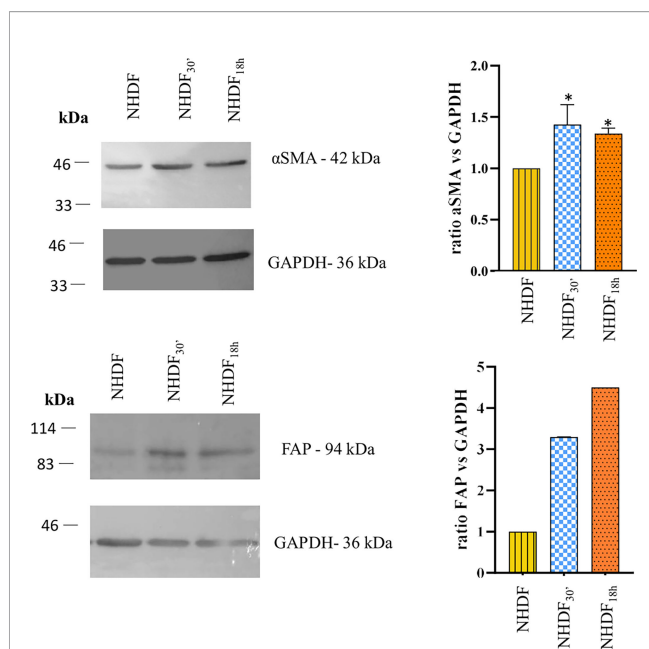 NHDF
NHDF30'
NHDF18h
kDa
46
33
αSMA - 42 kDa
46
33
GAPDH- 36 kDa
ratio aSMA vs GAPDH
2.0
1.5
1.0
0.5
0.0
*
*
NHDF
NHDF30'
NHDF18h
NHDF
NHDF30'
NHDF18h
kDa
114
83
FAP - 94 kDa
46
GAPDH- 36 kDa
ratio FAP vs GAPDH
5
4
3
1
0
NHDF
NHDF30'
NHDF18h